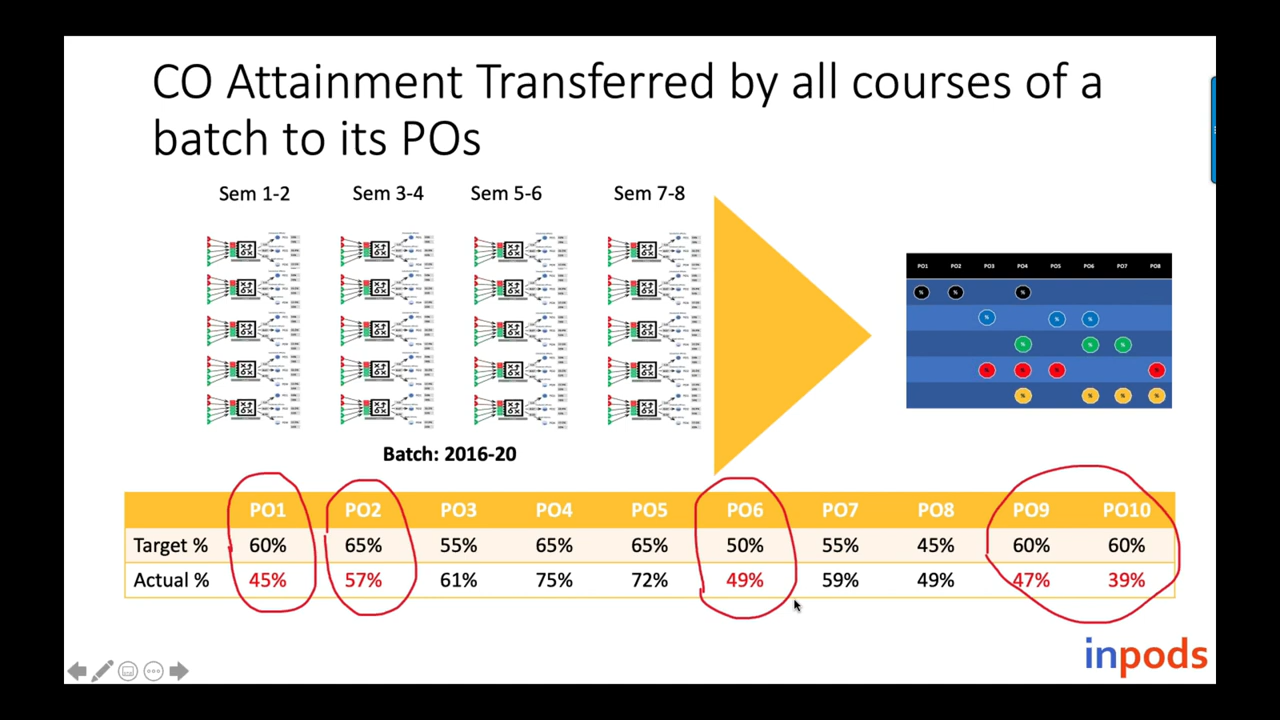 CO Attainment Transferred by all courses of a
batch to its POs
Sem 1-2 Sem 3-4 Sem 5-6 Sem 7-8
PO1 PO2 PO3 PO4 PO5 PO6 PO7 PO8
% % %
% % %
% % %
% % % %
% % % %
Batch: 2016-20
PO1 PO2 PO3 PO4 PO5 PO6 PO7 PO8 PO9 PO10
Target % 60% 65% 55% 65% 65% 50% 55% 45% 60% 60%
Actual % 45% 57% 61% 75% 72% 49% 59% 49% 47% 39%
inpods